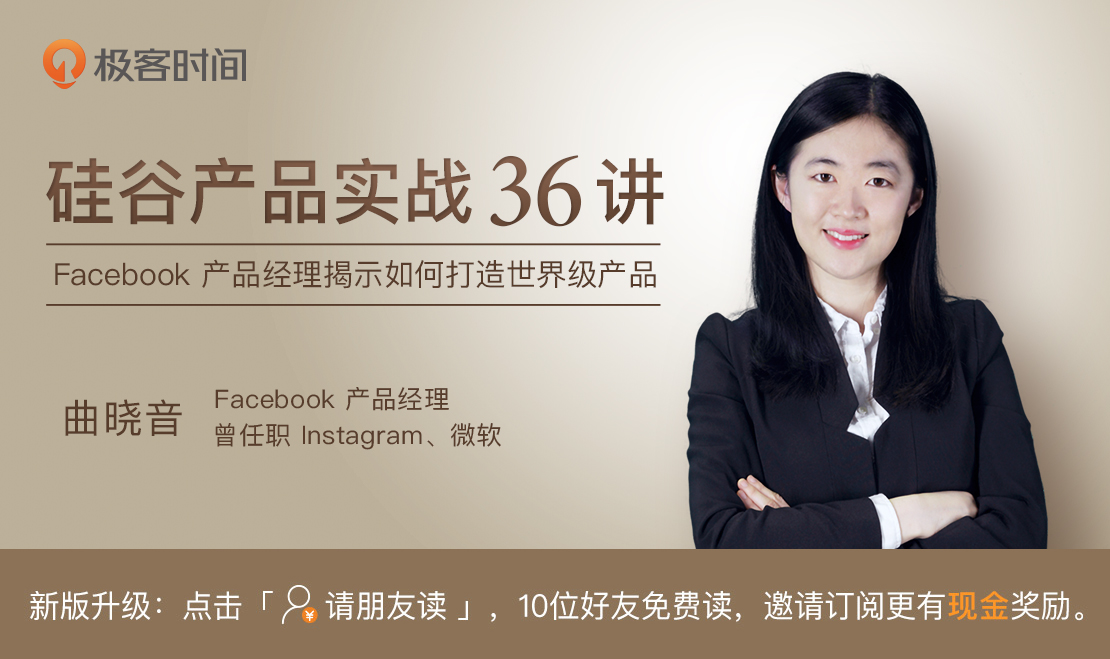 极客时间
硅谷产品实战36讲
Facebook 产品经理揭示如何打造世界级产品
曲晓音
Facebook 产品经理
曾任职 Instagram、微软
新版升级：点击「¥请朋友读 」，10位好友免费读，邀请订阅更有现金奖励。